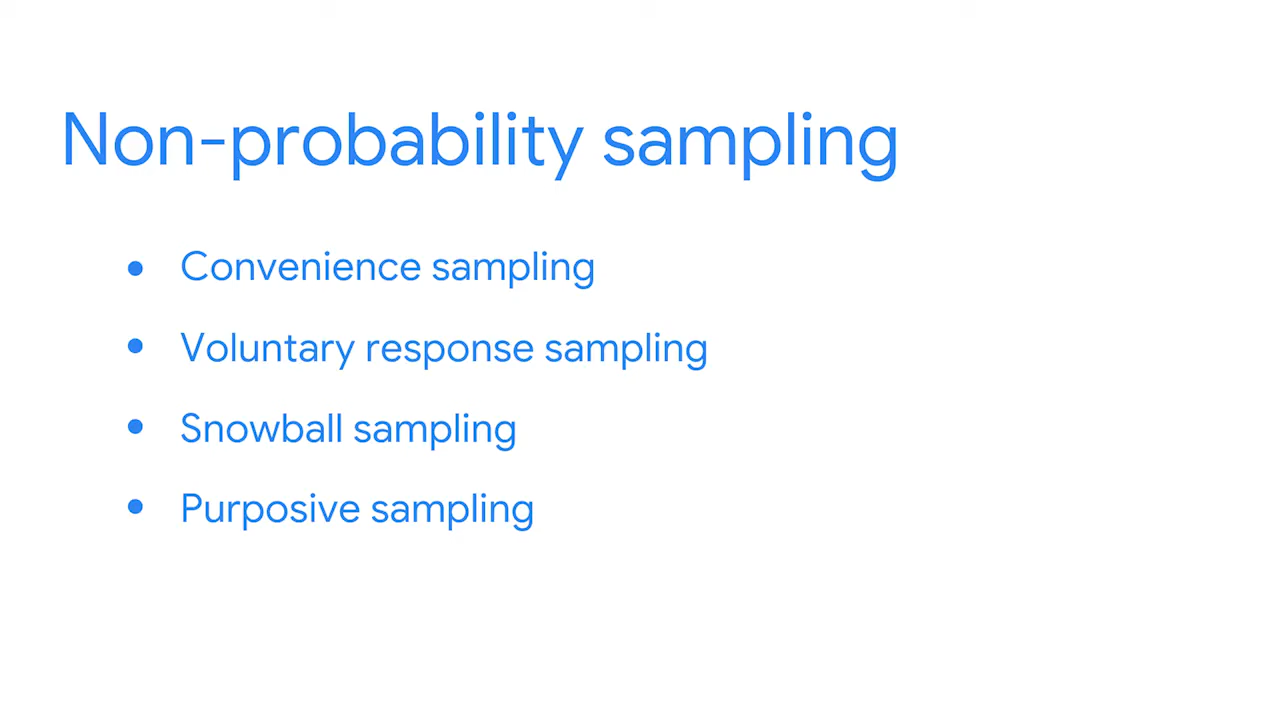 Non-probability sampling
• Convenience sampling
• Voluntary response sampling
• Snowball sampling
• Purposive sampling